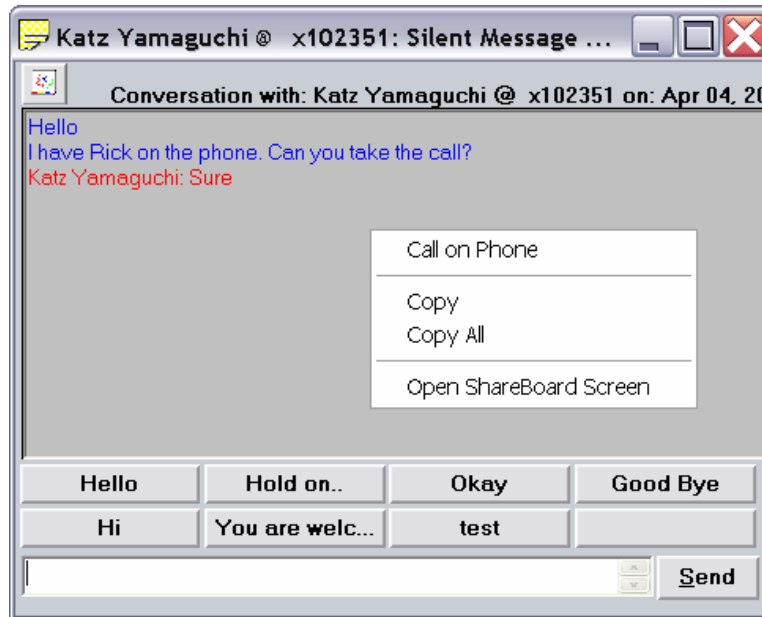 Katz Yamaguchi @ x102351: Silent Message ...
Conversation with: Katz Yamaguchi @ x102351 on: Apr 04, 20
Hello
I have Rick on the phone. Can you take the call?
Katz Yamaguchi: Sure
Call on Phone
Copy
Copy All
Open ShareBoard Screen
Hello Hold on.. Okay Good Bye
Hi You are welc... test
Send